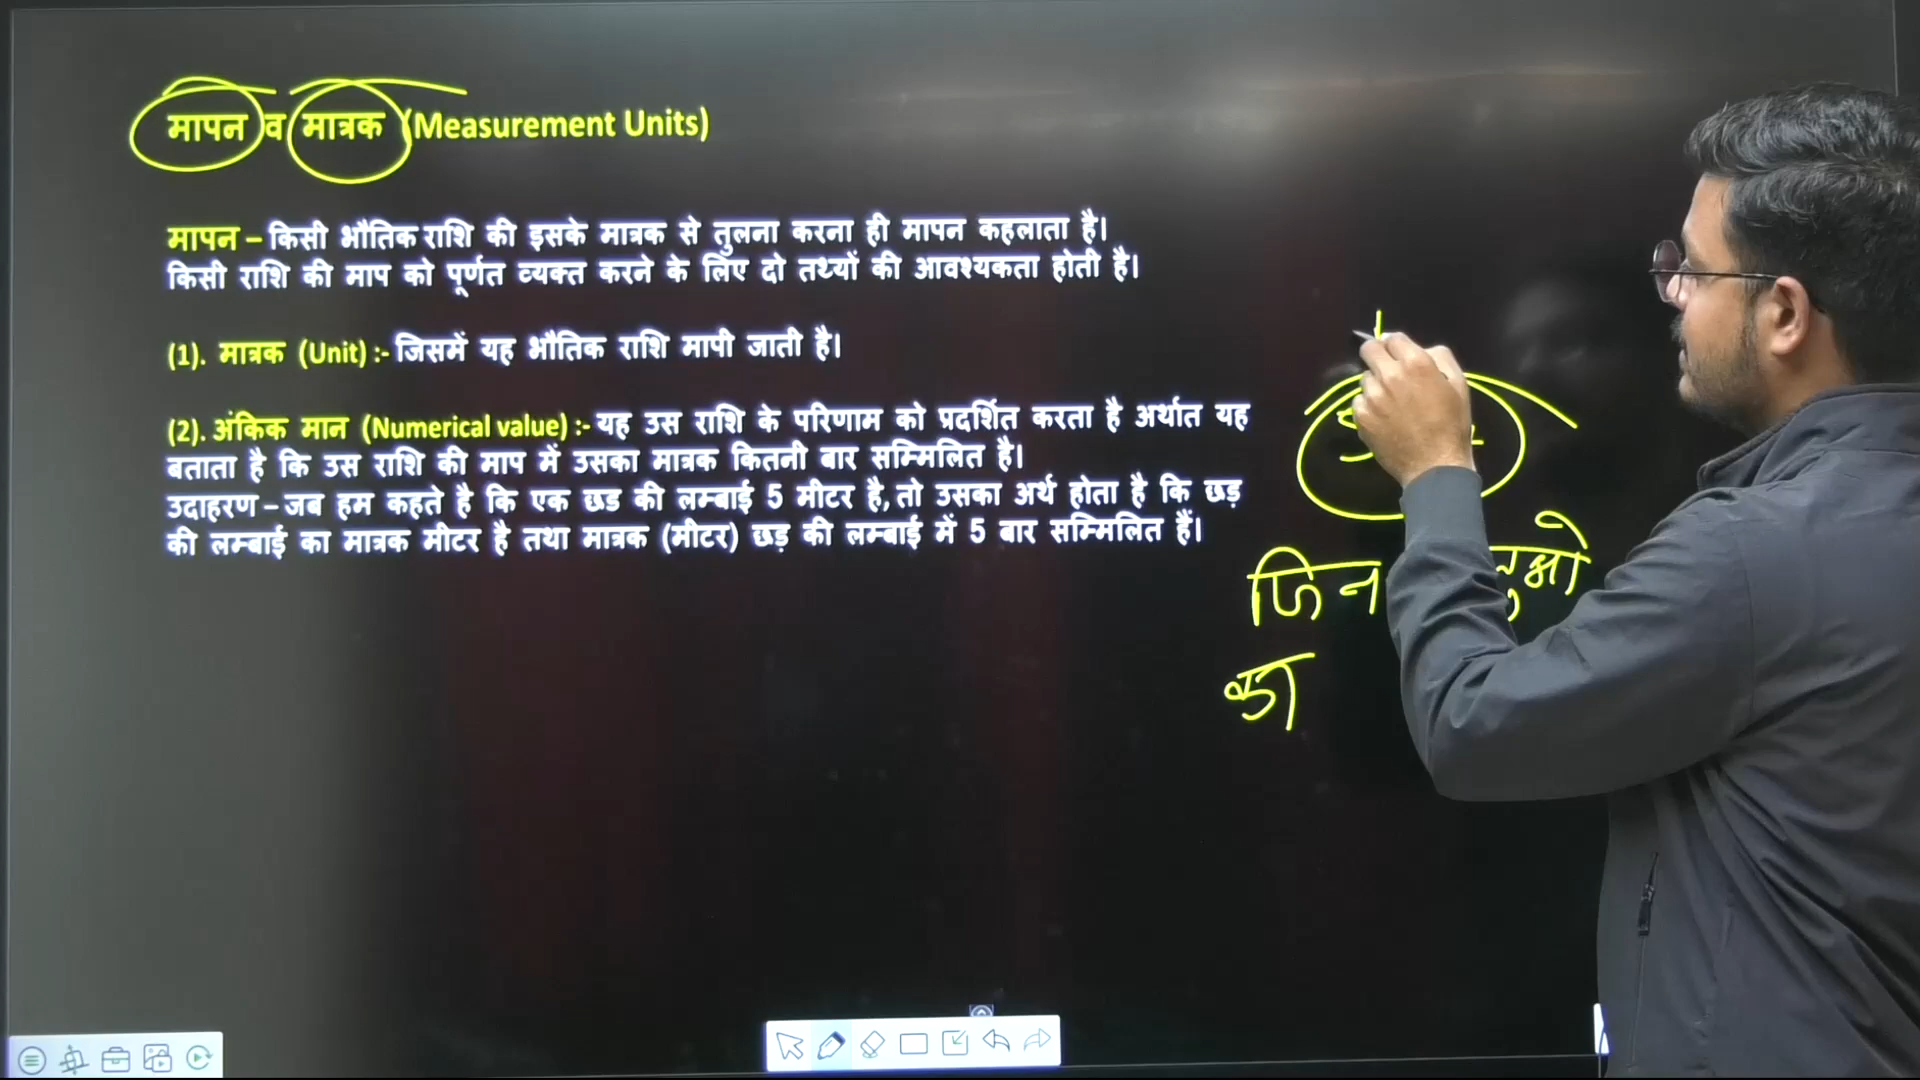 मापन व मात्रक (Measurement Units)
मापन – किसी भौतिक राशि की इसके मात्रक से तुलना करना ही मापन कहलाता है।
किसी राशि की माप को पूर्णत व्यक्त करने के लिए दो तथ्यों की आवश्यकता होती है।
(1). मात्रक (Unit) :- जिसमें यह भौतिक राशि मापी जाती है।
(2). अंकिक मान (Numerical value) :- यह उस राशि के परिणाम को प्रदर्शित करता है अर्थात यह
बताता है कि उस राशि की माप में उसका मात्रक कितनी बार सम्मिलित है।
उदाहरण – जब हम कहते है कि एक छड की लम्बाई 5 मीटर है, तो उसका अर्थ होता है कि छड़
की लम्बाई का मात्रक मीटर है तथा मात्रक (मीटर) छड़ की लम्बाई में 5 बार सम्मिलित हैं।
जिन
का